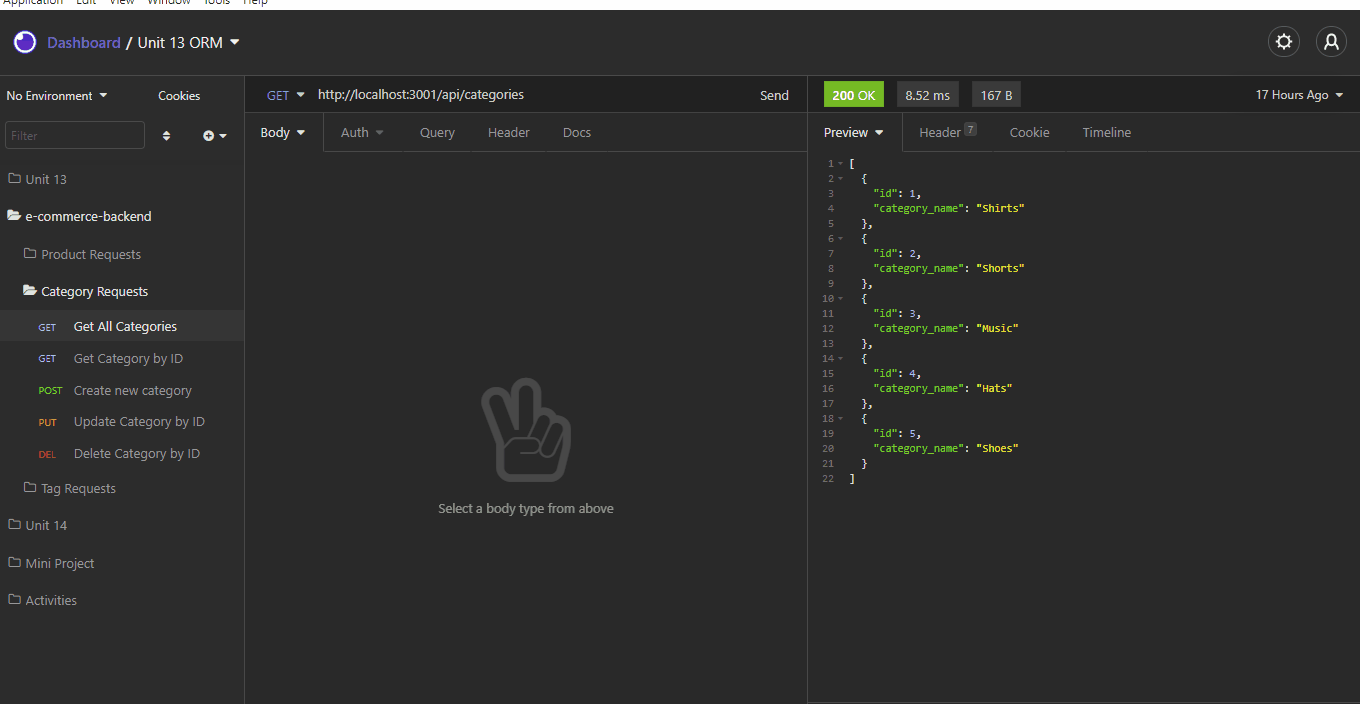 Application Edit View Window Tools Help
Dashboard / Unit 13 ORM
No Environment Cookies
Filter
Unit 13
e-commerce-backend
Product Requests
Category Requests
GET Get All Categories
GET Get Category by ID
POST Create new category
PUT Update Category by ID
DEL Delete Category by ID
Tag Requests
Unit 14
Mini Project
Activities
GET http://localhost:3001/api/categories Send
Body Auth Query Header Docs
Select a body type from above
200 OK 8.52 ms 167 B 17 Hours Ago
Preview Header 7 Cookie Timeline
1 [
2 {
3 "id": 1,
4 "category_name": "Shirts"
5 },
6 {
7 "id": 2,
8 "category_name": "Shorts"
9 },
10 {
11 "id": 3,
12 "category_name": "Music"
13 },
14 {
15 "id": 4,
16 "category_name": "Hats"
17 },
18 {
19 "id": 5,
20 "category_name": "Shoes"
21 }
22 ]